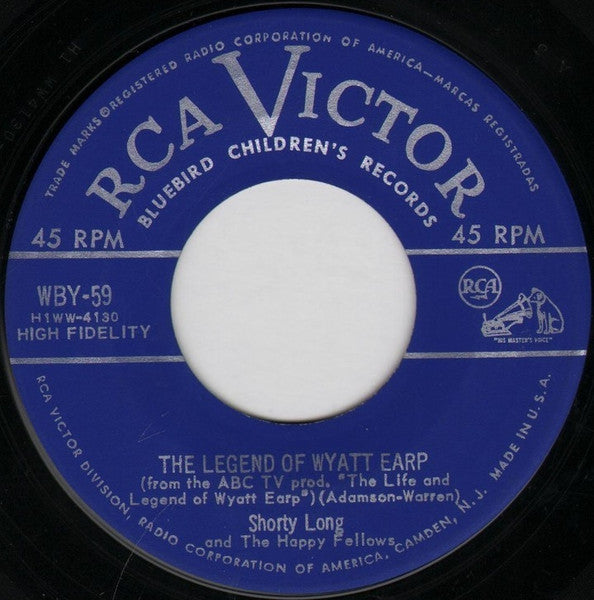 TRADE MARKS ®REGISTERED RADIO CORPORATION OF AMERICA—MARCAS REGISTRADAS
RCA VICTOR
BLUEBIRD CHILDREN'S RECORDS
45 RPM
45 RPM
WBY-59
H1WW-4130
HIGH FIDELITY
RCA
"HIS MASTER'S VOICE"
THE LEGEND OF WYATT EARP
(from the ABC TV prod. "The Life and
Legend of Wyatt Earp")(Adamson-Warren)
Shorty Long
and The Happy Fellows
RCA VICTOR DIVISION, RADIO CORPORATION OF AMERICA, CAMDEN, N.J. MADE IN U.S.A.